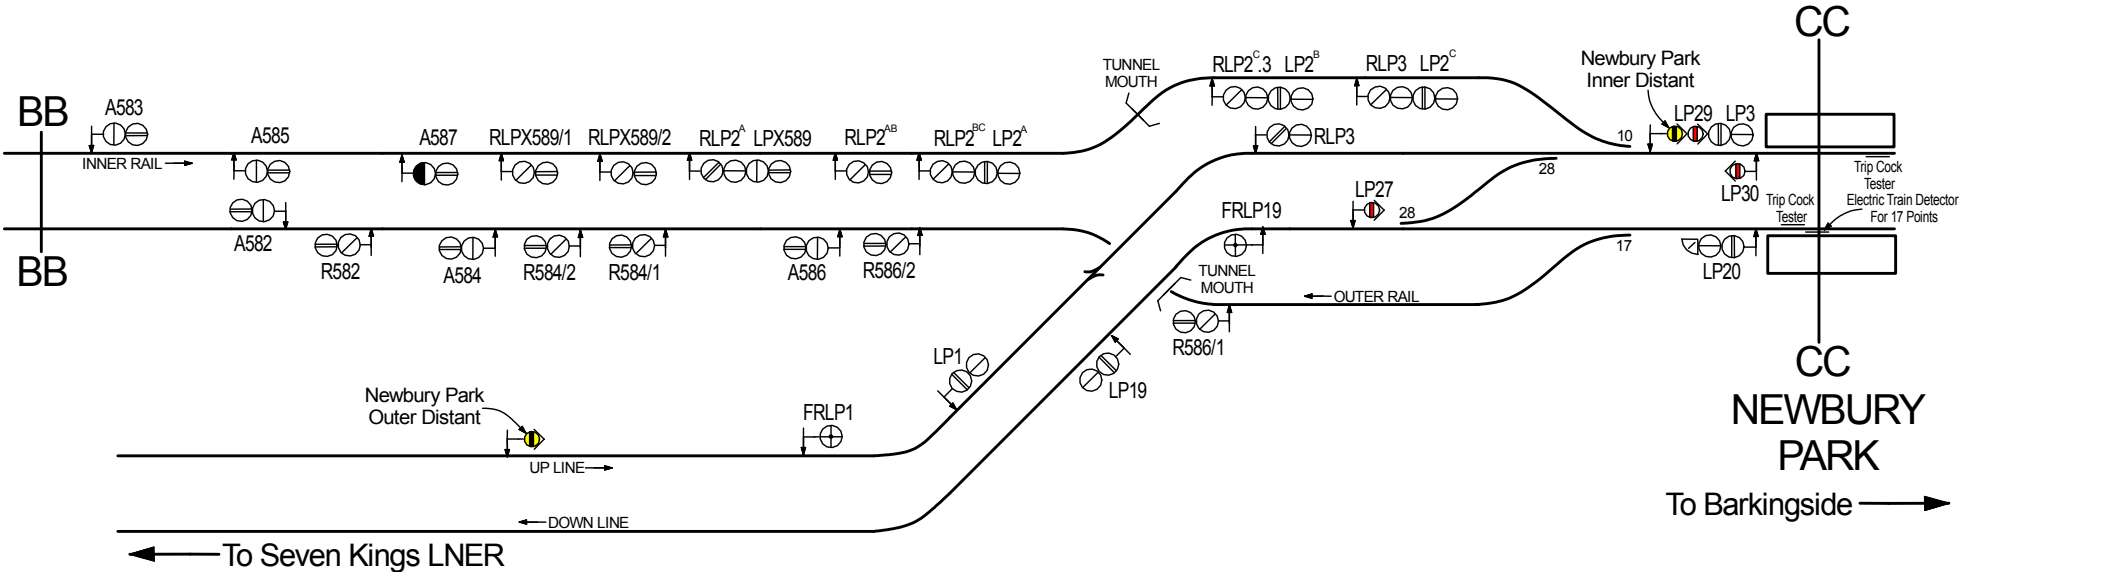 CC
RLP2C.3 LP2B
RLP3 LP2C
Newbury Park
Inner Distant
TUNNEL
MOUTH
BB
A583
A585
A587
RLPX589/1
RLPX589/2
RLP2A LPX589
RLP2AB
RLP2BC LP2A
RLP3
10
LP29 LP3
INNER RAIL
28
LP30
Trip Cock
Tester
Trip Cock
Tester
Electric Train Detector
For 17 Points
LP27
28
FRLP19
A582
R582
A584
R584/2
R584/1
A586
R586/2
17
LP20
BB
TUNNEL
MOUTH
OUTER RAIL
R586/1
LP1
LP19
CC
Newbury Park
Outer Distant
FRLP1
NEWBURY
PARK
UP LINE
To Barkingside
DOWN LINE
To Seven Kings LNER